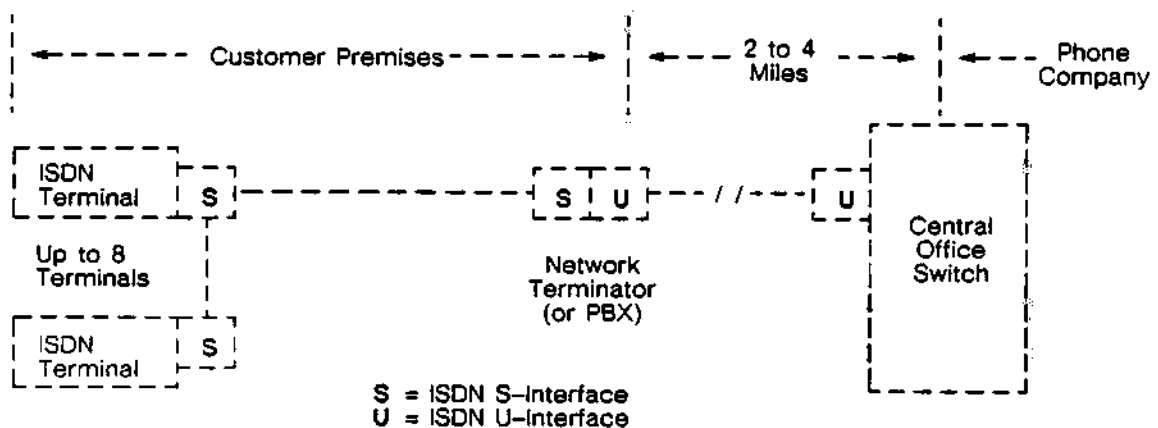 Customer Premises
2 to 4
Miles
Phone
Company
ISDN
Terminal
S
S
U
U
Central
Office
Switch
Up to 8
Terminals
Network
Terminator
(or PBX)
ISDN
Terminal
S
S = ISDN S-Interface
U = ISDN U-Interface